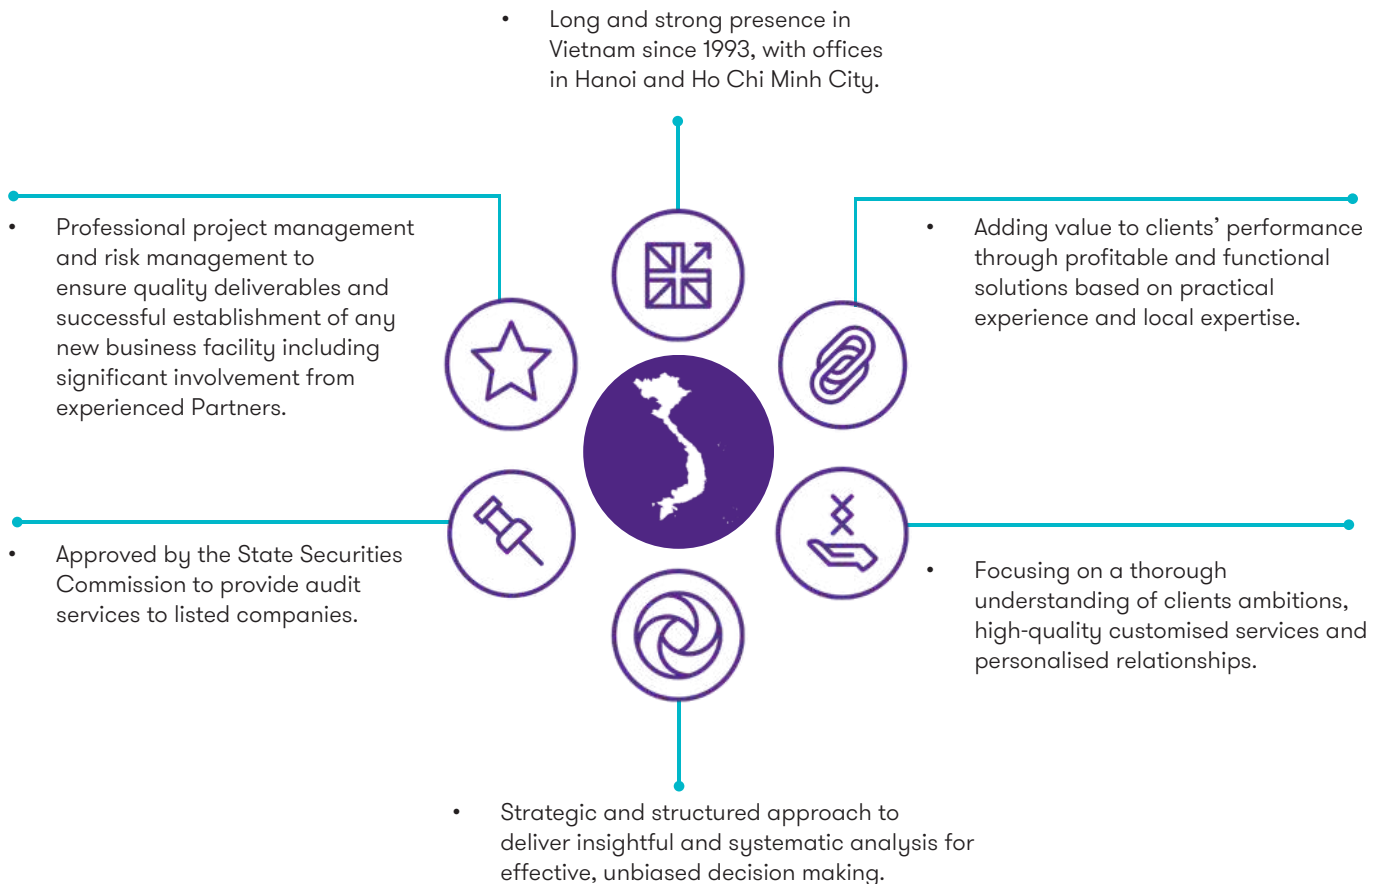 • Long and strong presence in
Vietnam since 1993, with offices
in Hanoi and Ho Chi Minh City.
• Professional project management
and risk management to
ensure quality deliverables and
successful establishment of any
new business facility including
significant involvement from
experienced Partners.
• Adding value to clients’ performance
through profitable and functional
solutions based on practical
experience and local expertise.
• Approved by the State Securities
Commission to provide audit
services to listed companies.
• Focusing on a thorough
understanding of clients ambitions,
high-quality customised services and
personalised relationships.
• Strategic and structured approach to
deliver insightful and systematic analysis for
effective, unbiased decision making.